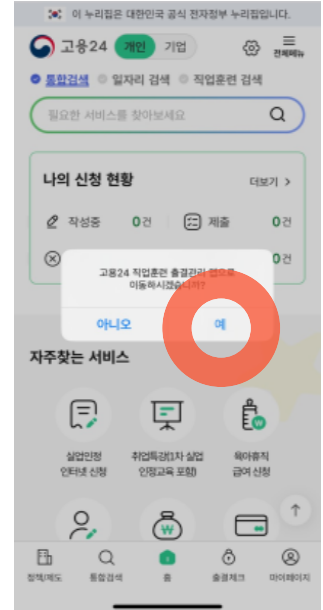 이 누리집은 대한민국 공식 전자정부 누리집입니다.
고용24 개인 기업 전체메뉴
통합검색 일자리 검색 직업훈련 검색
필요한 서비스를 찾아보세요
나의 신청 현황 더보기 >
작성중 0건 제출 0건
0건
고용24 직업훈련 출결관리 앱으로
이동하시겠습니까?
아니오 예
자주찾는 서비스
실업인정
인터넷 신청
취업특강(1차 실업
인정교육 포함)
육아휴직
급여 신청
정책/제도 통합검색 홈 출결체크 마이페이지